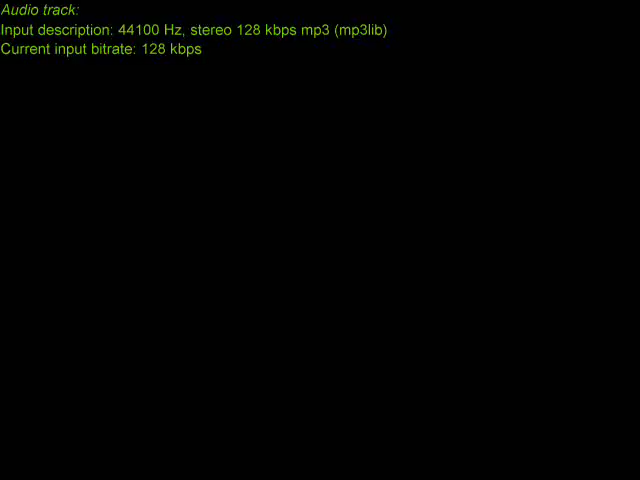 Audio track:
Input description: 44100 Hz, stereo 128 kbps mp3 (mp3lib)
Current input bitrate: 128 kbps